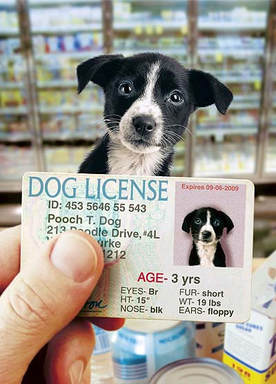 DOG LICENSE
Expires 09-06-2009
ID: 453 5646 55 543
Pooch T. Dog
213 Poodle Drive, #4L
urke
1212
AGE- 3 yrs
EYES- Br FUR- short
HT- 15" WT- 19 lbs
NOSE- blk EARS- floppy